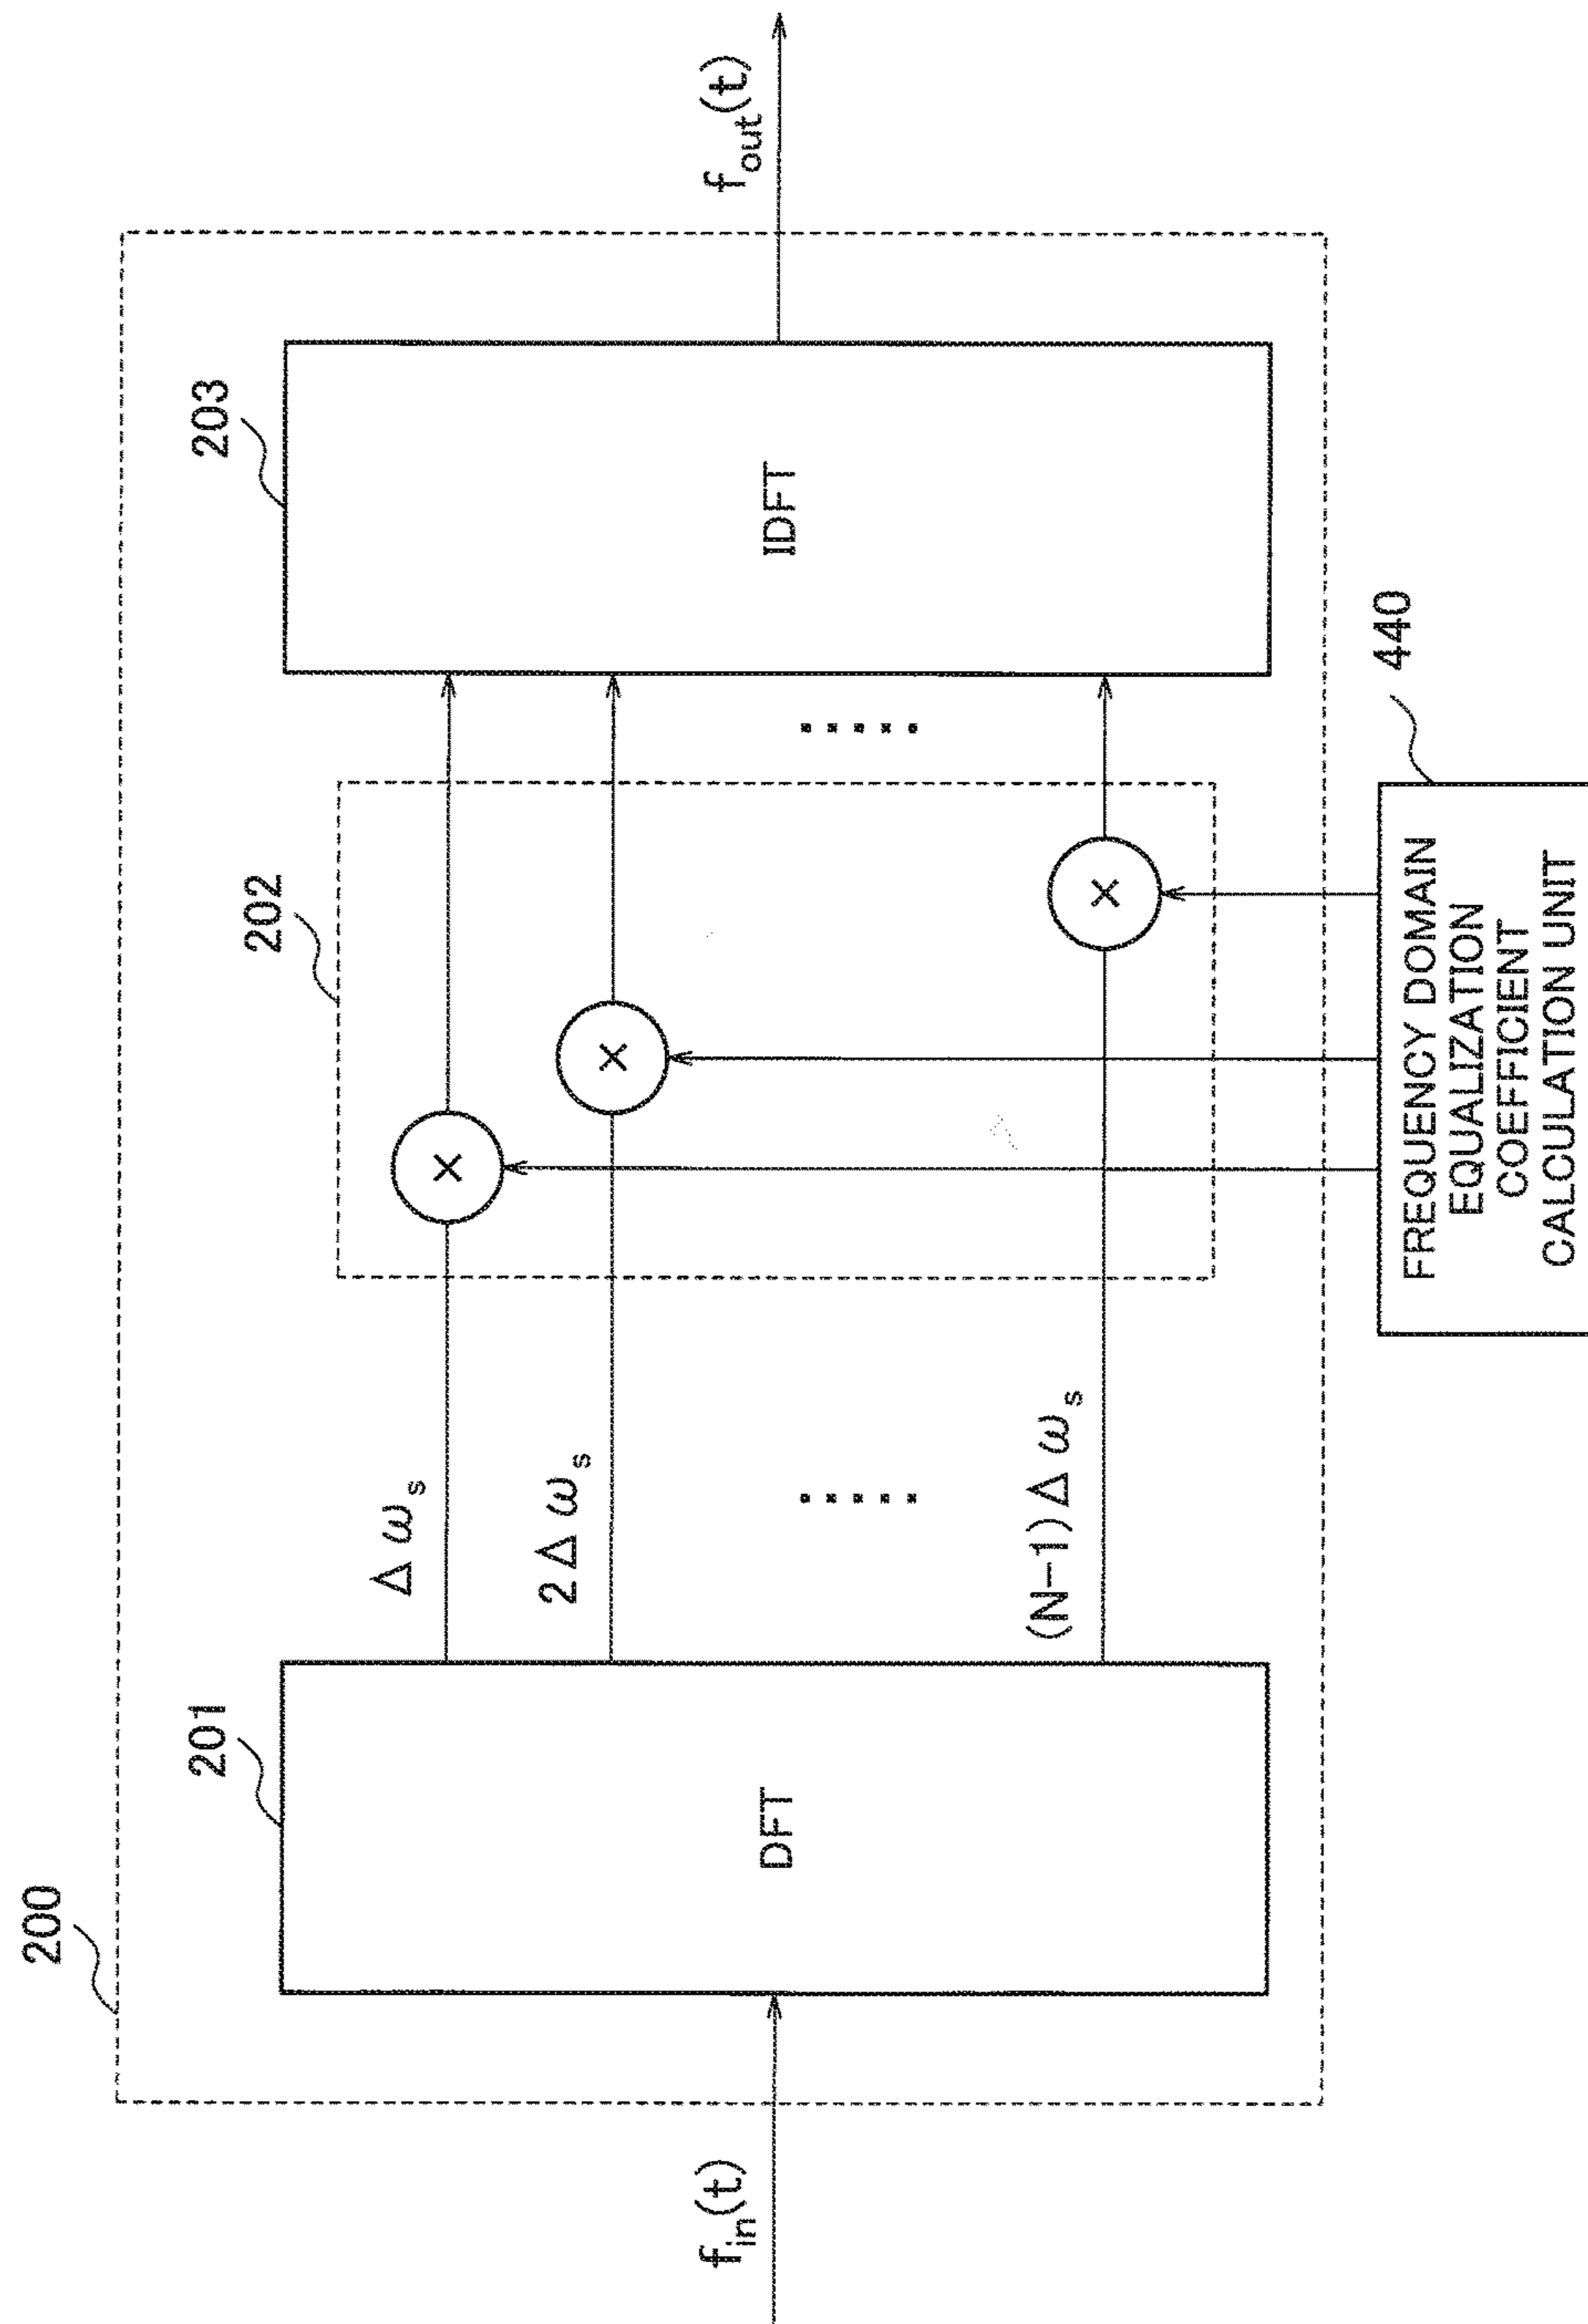 200
201
DFT
f_in(t)
Δω_s
2Δω_s
.....
(N−1)Δω_s
202
×
×
×
.....
203
IDFT
f_out(t)
440
FREQUENCY DOMAIN
EQUALIZATION
COEFFICIENT
CALCULATION UNIT